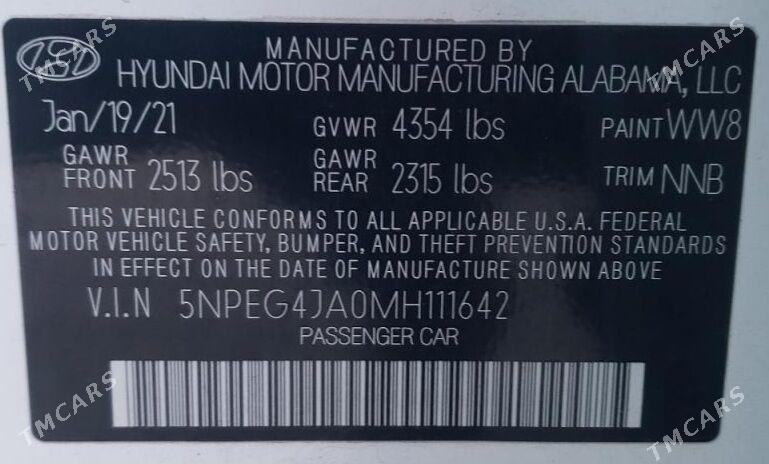 MANUFACTURED BY
HYUNDAI MOTOR MANUFACTURING ALABAMA, LLC
Jan/19/21 GVWR 4354 lbs PAINT WW8
GAWR FRONT 2513 lbs GAWR REAR 2315 lbs TRIM NNB
THIS VEHICLE CONFORMS TO ALL APPLICABLE U.S.A. FEDERAL
MOTOR VEHICLE SAFETY, BUMPER, AND THEFT PREVENTION STANDARDS
IN EFFECT ON THE DATE OF MANUFACTURE SHOWN ABOVE
V.I.N 5NPEG4JA0MH111642
PASSENGER CAR
TMCARS
TMCARS
TMCARS
TMCARS